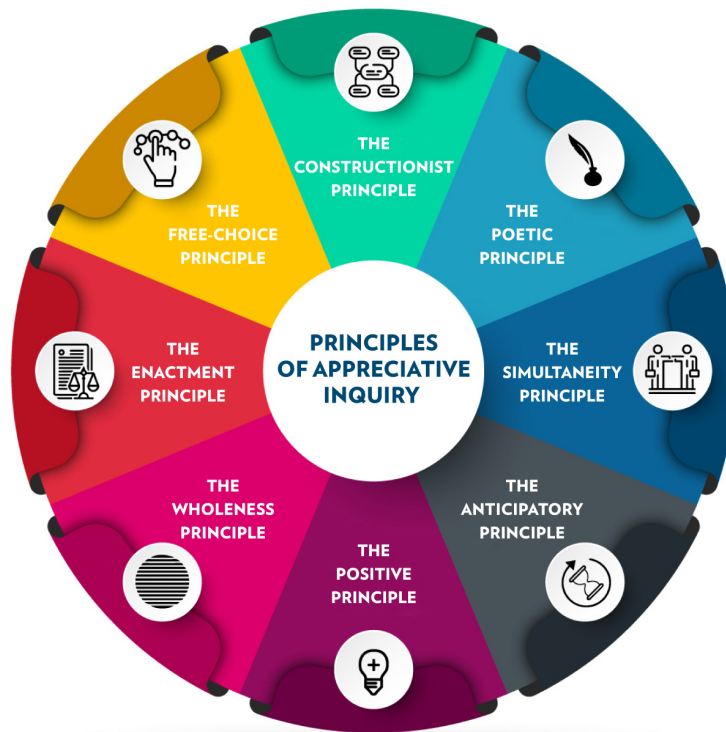 PRINCIPLES
OF APPRECIATIVE
INQUIRY
THE
CONSTRUCTIONIST
PRINCIPLE
THE
POETIC
PRINCIPLE
THE
SIMULTANEITY
PRINCIPLE
THE
ANTICIPATORY
PRINCIPLE
THE
POSITIVE
PRINCIPLE
THE
WHOLENESS
PRINCIPLE
THE
ENACTMENT
PRINCIPLE
THE
FREE-CHOICE
PRINCIPLE